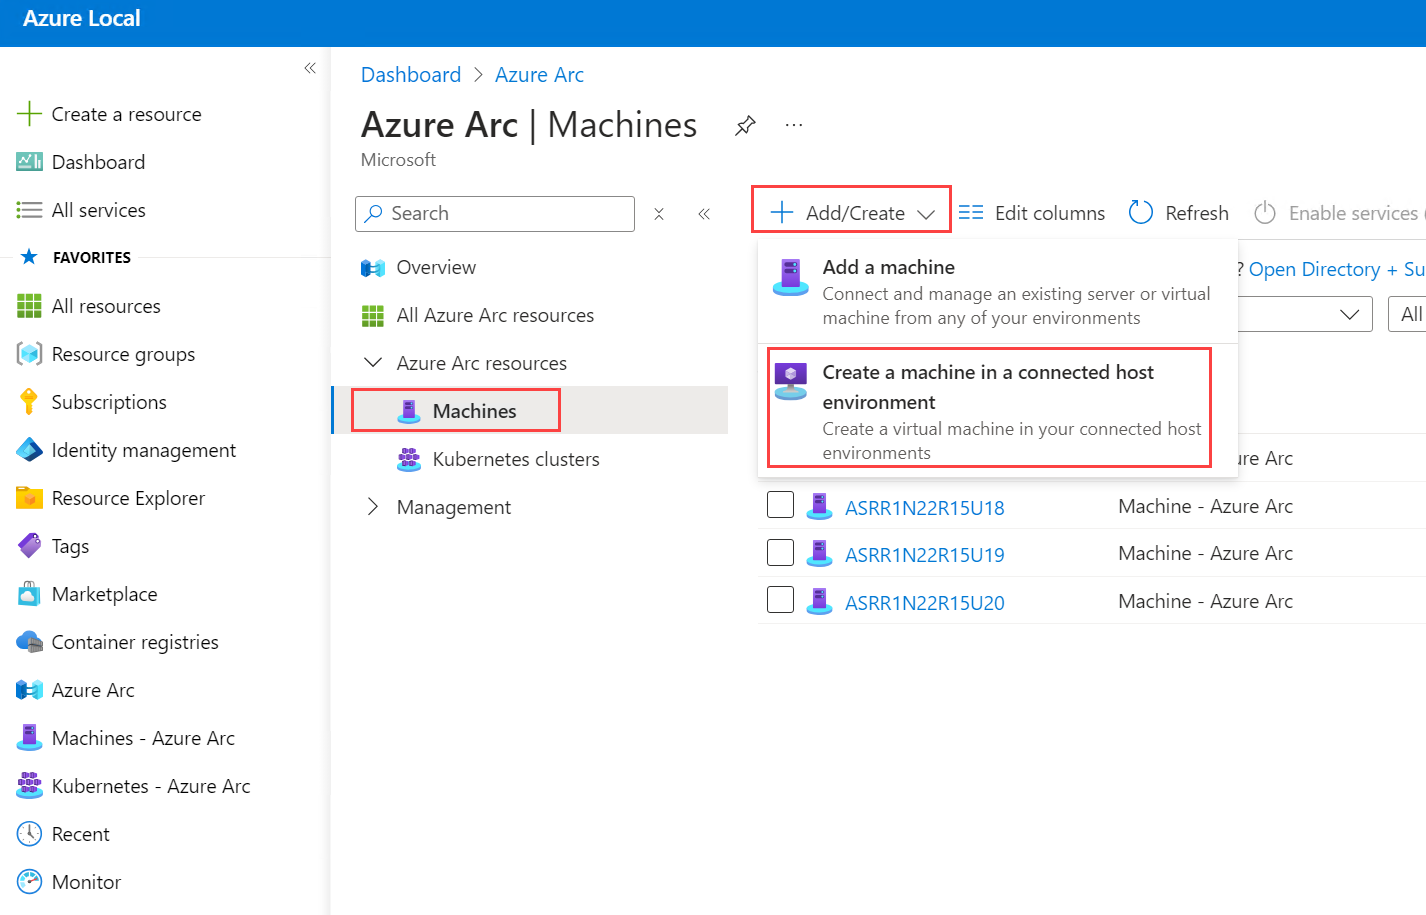 Azure Local
Create a resource
Dashboard
All services
FAVORITES
All resources
Resource groups
Subscriptions
Identity management
Resource Explorer
Tags
Marketplace
Container registries
Azure Arc
Machines - Azure Arc
Kubernetes - Azure Arc
Recent
Monitor
Dashboard > Azure Arc
Azure Arc | Machines
Microsoft
Search
Overview
All Azure Arc resources
Azure Arc resources
Machines
Kubernetes clusters
Management
Add/Create
Edit columns
Refresh
Enable services (
Add a machine
Connect and manage an existing server or virtual
machine from any of your environments
Create a machine in a connected host
environment
Create a virtual machine in your connected host
environments
? Open Directory + Su
All
ure Arc
ASRR1N22R15U18 Machine - Azure Arc
ASRR1N22R15U19 Machine - Azure Arc
ASRR1N22R15U20 Machine - Azure Arc